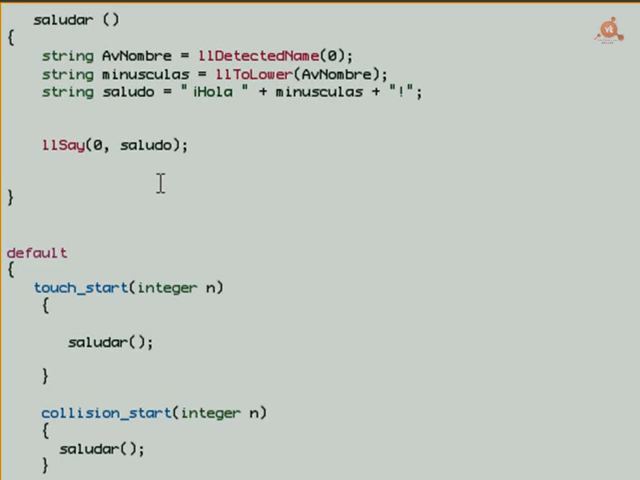 saludar ()
{
string AvNombre = llDetectedName(0);
string minusculas = llToLower(AvNombre);
string saludo = " ¡Hola " + minusculas + "!";
llSay(0, saludo);
}
default
{
touch_start(integer n)
{
saludar();
}
collision_start(integer n)
{
saludar();
}